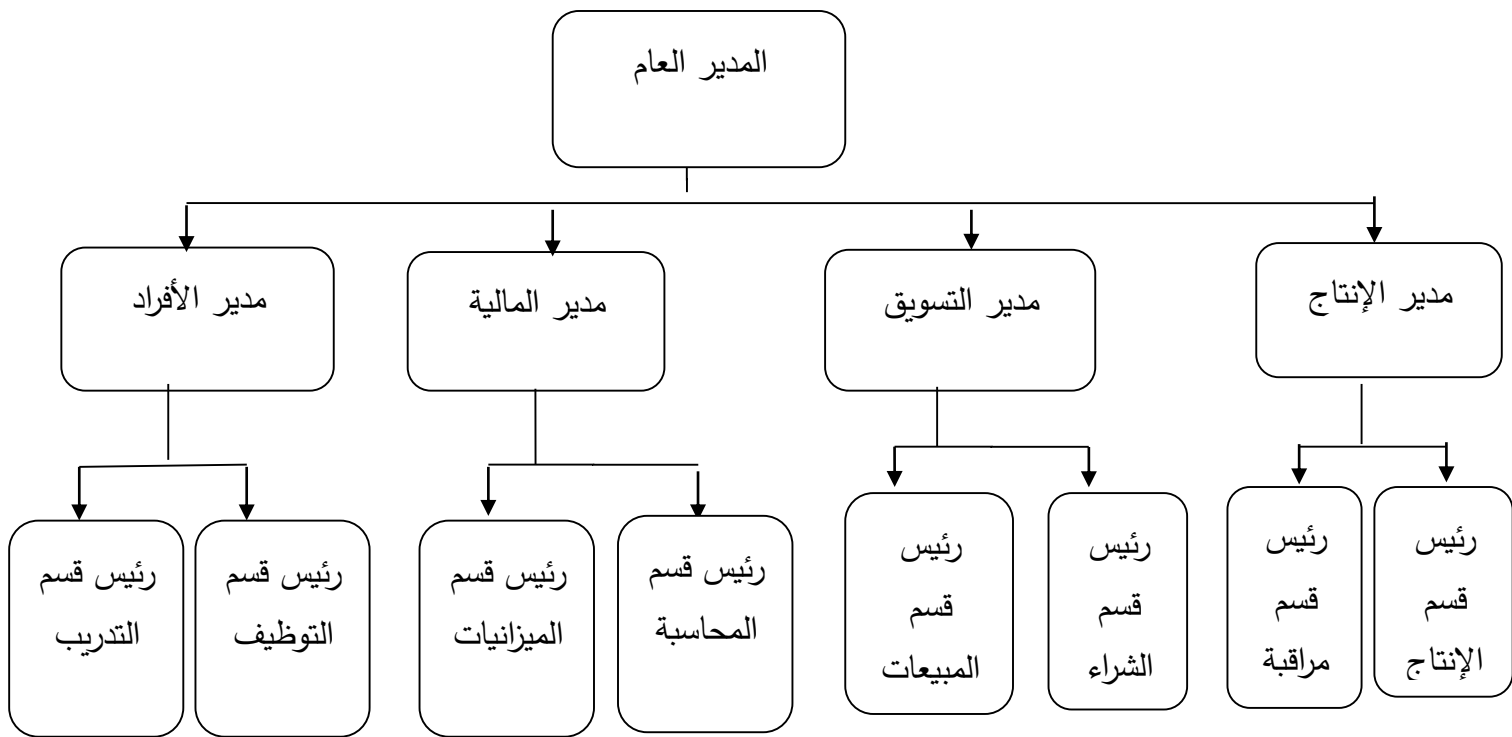 المدير العام
مدير الإنتاج
مدير التسويق
مدير المالية
مدير الأفراد
رئيس
قسم
الإنتاج
رئيس
قسم
مراقبة
رئيس
قسم
الشراء
رئيس
قسم
المبيعات
رئيس قسم
المحاسبة
رئيس قسم
الميزانيات
رئيس قسم
التوظيف
رئيس قسم
التدريب